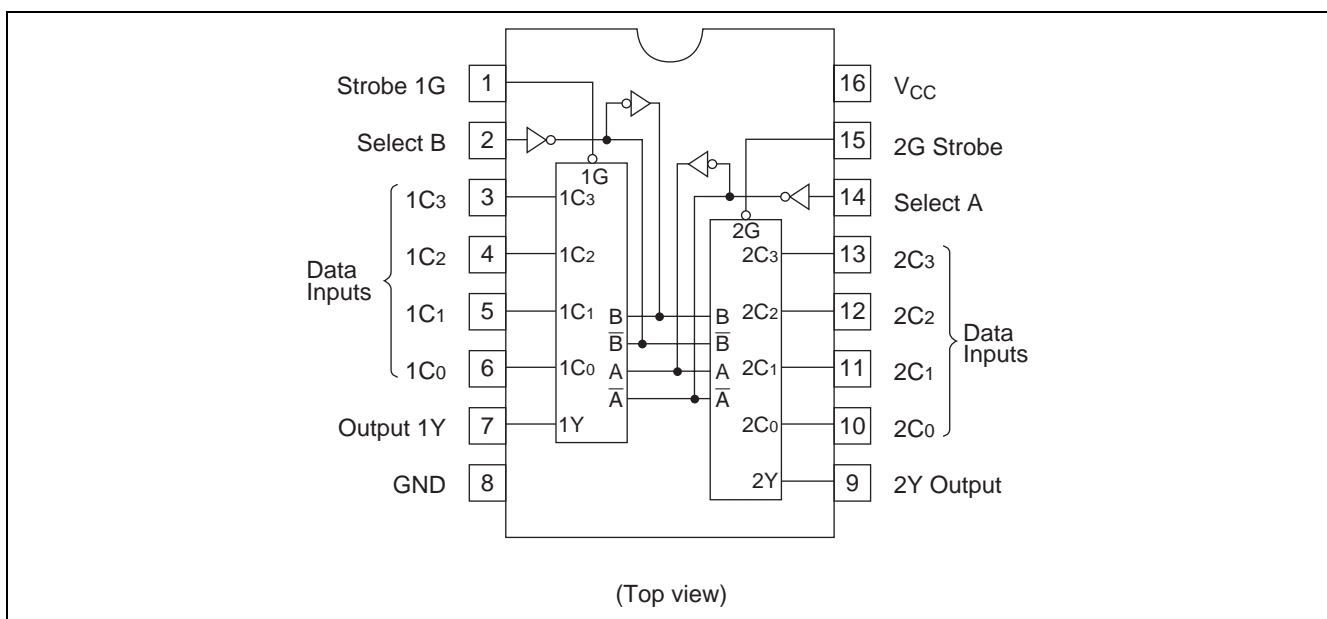 Strobe 1G 1
Select B 2
1C3 3
1C2 4
1C1 5
1C0 6
Data
Inputs
Output 1Y 7
GND 8
1G
1C3
1C2
1C1
1C0
1Y
B
B
A
A
2G
2C3
2C2
2C1
2C0
2Y
B
B
A
A
16 VCC
15 2G Strobe
14 Select A
13 2C3
12 2C2
11 2C1
10 2C0
Data
Inputs
9 2Y Output
(Top view)